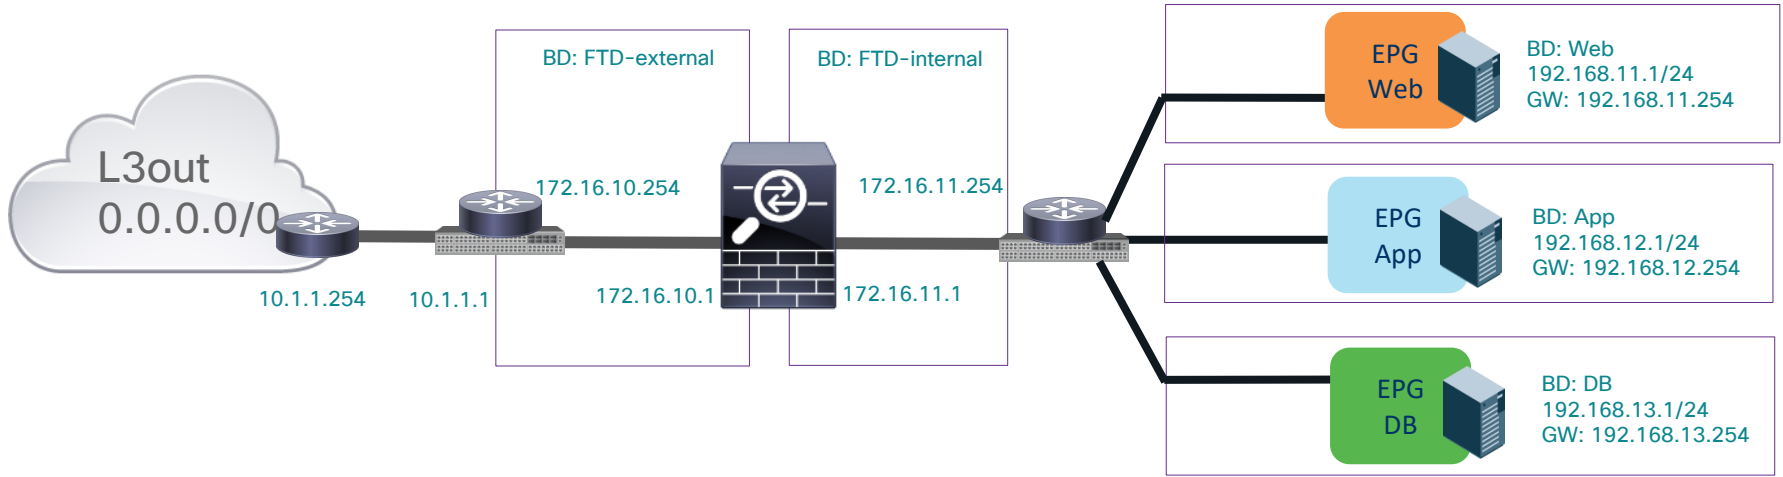 BD: FTD-external
BD: FTD-internal
L3out
0.0.0.0/0
10.1.1.254
10.1.1.1
172.16.10.254
172.16.10.1
172.16.11.254
172.16.11.1
EPG
Web
BD: Web
192.168.11.1/24
GW: 192.168.11.254
EPG
App
BD: App
192.168.12.1/24
GW: 192.168.12.254
EPG
DB
BD: DB
192.168.13.1/24
GW: 192.168.13.254